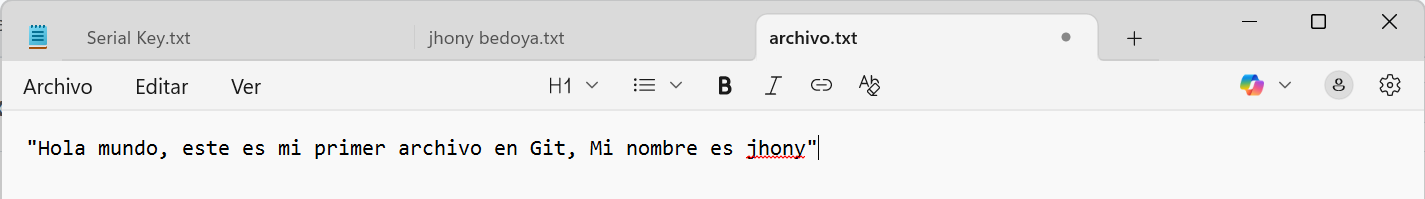 Serial Key.txt
jhony bedoya.txt
archivo.txt
Archivo
Editar
Ver
H1
B
I
"Hola mundo, este es mi primer archivo en Git, Mi nombre es jhony"